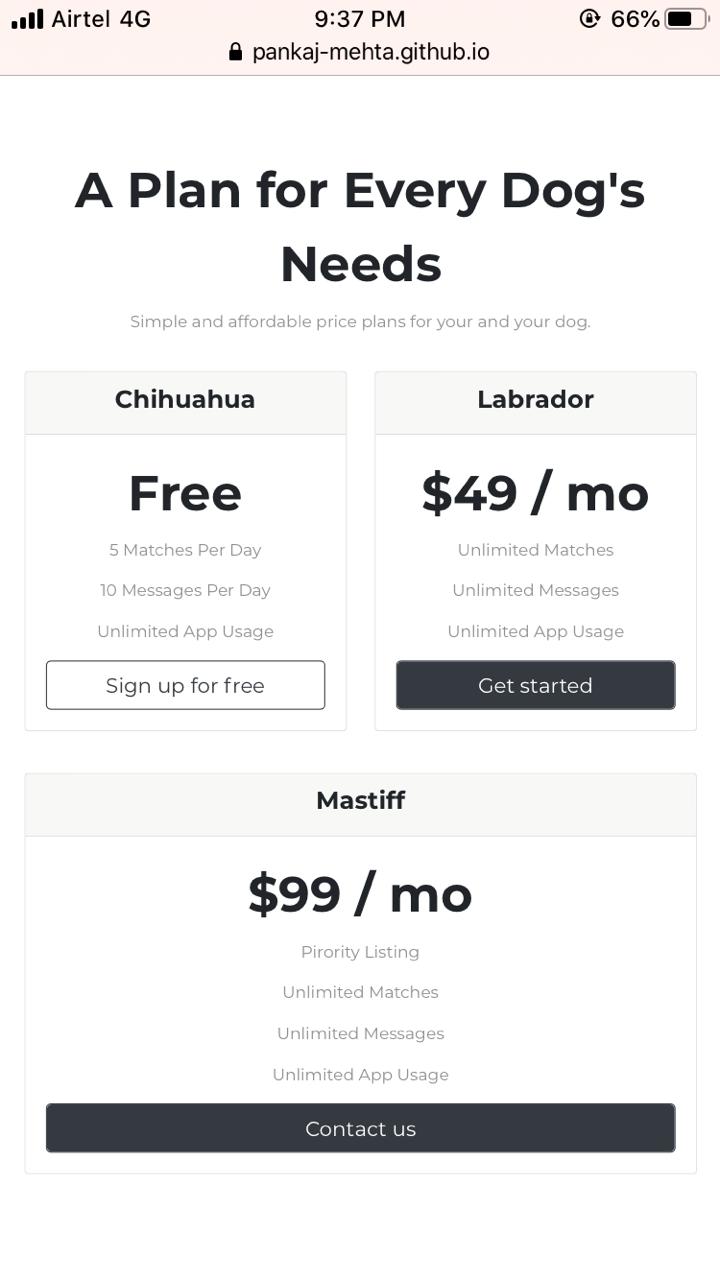 Airtel 4G 9:37 PM 66%
pankaj-mehta.github.io
A Plan for Every Dog's
Needs
Simple and affordable price plans for your and your dog.
Chihuahua
Free
5 Matches Per Day
10 Messages Per Day
Unlimited App Usage
Sign up for free
Labrador
$49 / mo
Unlimited Matches
Unlimited Messages
Unlimited App Usage
Get started
Mastiff
$99 / mo
Pirority Listing
Unlimited Matches
Unlimited Messages
Unlimited App Usage
Contact us